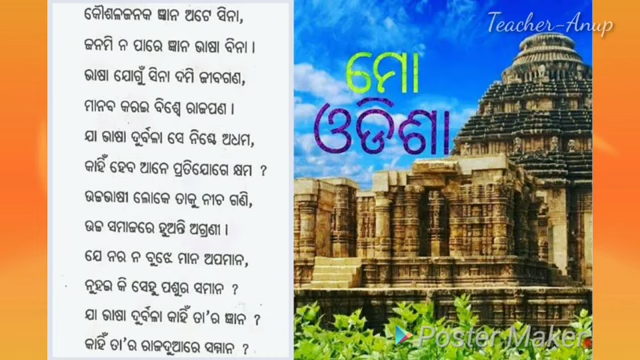 କୌଶଳଜନକ ଜ୍ଞାନ ଅଟେ ସିନା,
ଜନମି ନ ପାରେ ଜ୍ଞାନ ଭାଷା ବିନା ।
ଭାଷା ଯୋଗୁଁ ସିନା ଦମି ଜୀବଗଣ,
ମାନବ କରଇ ବିଶ୍ଵେ ରାଜପଣ ।
ଯା ଭାଷା ଦୁର୍ବଳା ସେ ନିଶ୍ଚେ ଅଧମ,
କାହିଁ ହେବ ଆନେ ପ୍ରତିଯୋଗେ କ୍ଷମ ?
ଉଚ୍ଚଭାଷୀ ଲୋକେ ତାକୁ ନୀଚ ଗଣି,
ଉଚ୍ଚ ସମାଜରେ ହୁଅନ୍ତି ଅଗ୍ରଣୀ ।
ଯେ ନର ନ ବୁଝେ ମାନ ଅପମାନ,
ନୁହଇ କି ସେହୁ ପଶୁର ସମାନ ?
ଯା ଭାଷା ଦୁର୍ବଳା କାହିଁ ତା'ର ଜ୍ଞାନ ?
କାହିଁ ତା'ର ରାଜଦୁଆରେ ସମ୍ମାନ ?
Teacher-Anup
ମୋ
ଓଡିଶା
Poster Maker